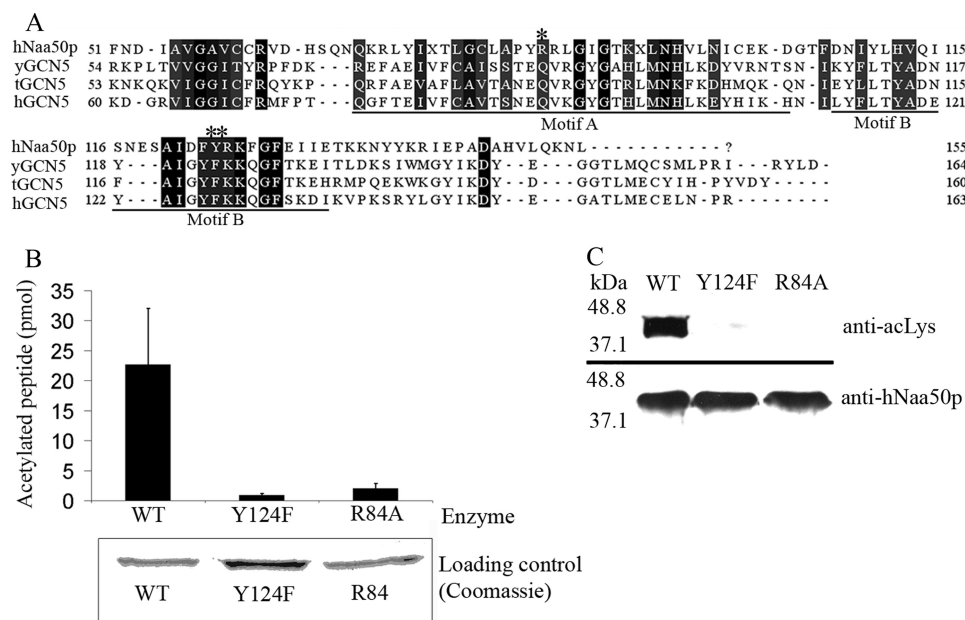 A
*
hNaa50p 51 FND-IAVGAVCCRVD-HSQNQKRLYIXTLGCLAPYRRLGIGTKXLNHVLNICEK-DGTFDNIYLHVQI 115
yGCN5 54 RKPLTVVGGITYRPFDK--REFAEIVFCAISSTEQVRGYGAHLMNHLKDYVRNTSN-IKYFLTYADN 117
tGCN5 53 KNKQKVIGGICFRQYKP--QRFAEVAFLAVTANEQVRGYGTRLMNKFKDHMQKQN-IEYLLTYADN 115
hGCN5 60 KD-GRVIGGICFRMFPT--QGFTEIVFCAVTSNEQVKGYGTHLMNHLKEYHIKHN-ILYFLTYADE 121
Motif A Motif B
**
hNaa50p 116 SNESAIDFYRKFGFEIIETKKNYYKRIEPADAHVLQKNL--------? 155
yGCN5 118 Y---AIGYFKKQGFTKEITLDKSIWMGYIKDY--E--GGTLMQCSMLPRI---RYLD- 164
tGCN5 116 F---AIGYFKKQGFTKEHRMPQEKWKGYIKDY--D--GGTLMECYIH-PYVDY---- 160
hGCN5 122 Y---AIGYFKKQGFSKDIKVPKSRYLGYIKDY--E--GATLMECELN-PR------- 163
Motif B
B
Acetylated peptide (pmol)
35
30
25
20
15
10
5
0
WT Y124F R84A Enzyme
Loading control
(Coomassie)
WT Y124F R84
C
kDa WT Y124F R84A
48.8
anti-acLys
37.1
48.8
anti-hNaa50p
37.1